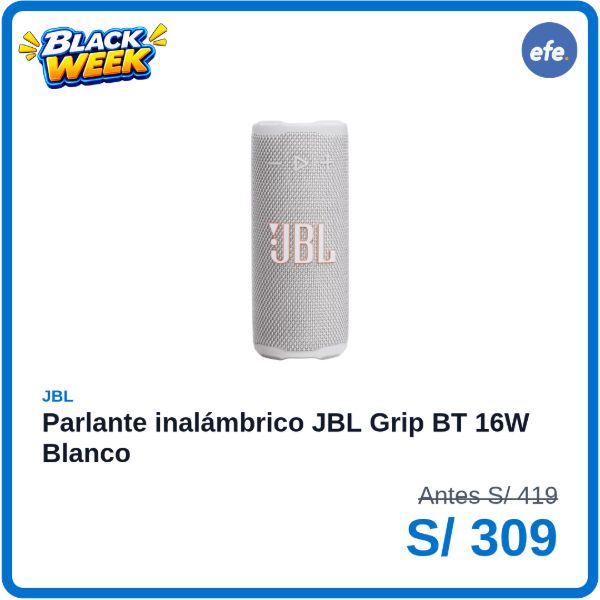 BLACK
WEEK
efe.
JBL
JBL
Parlante inalámbrico JBL Grip BT 16W
Blanco
Antes S/ 419
S/ 309